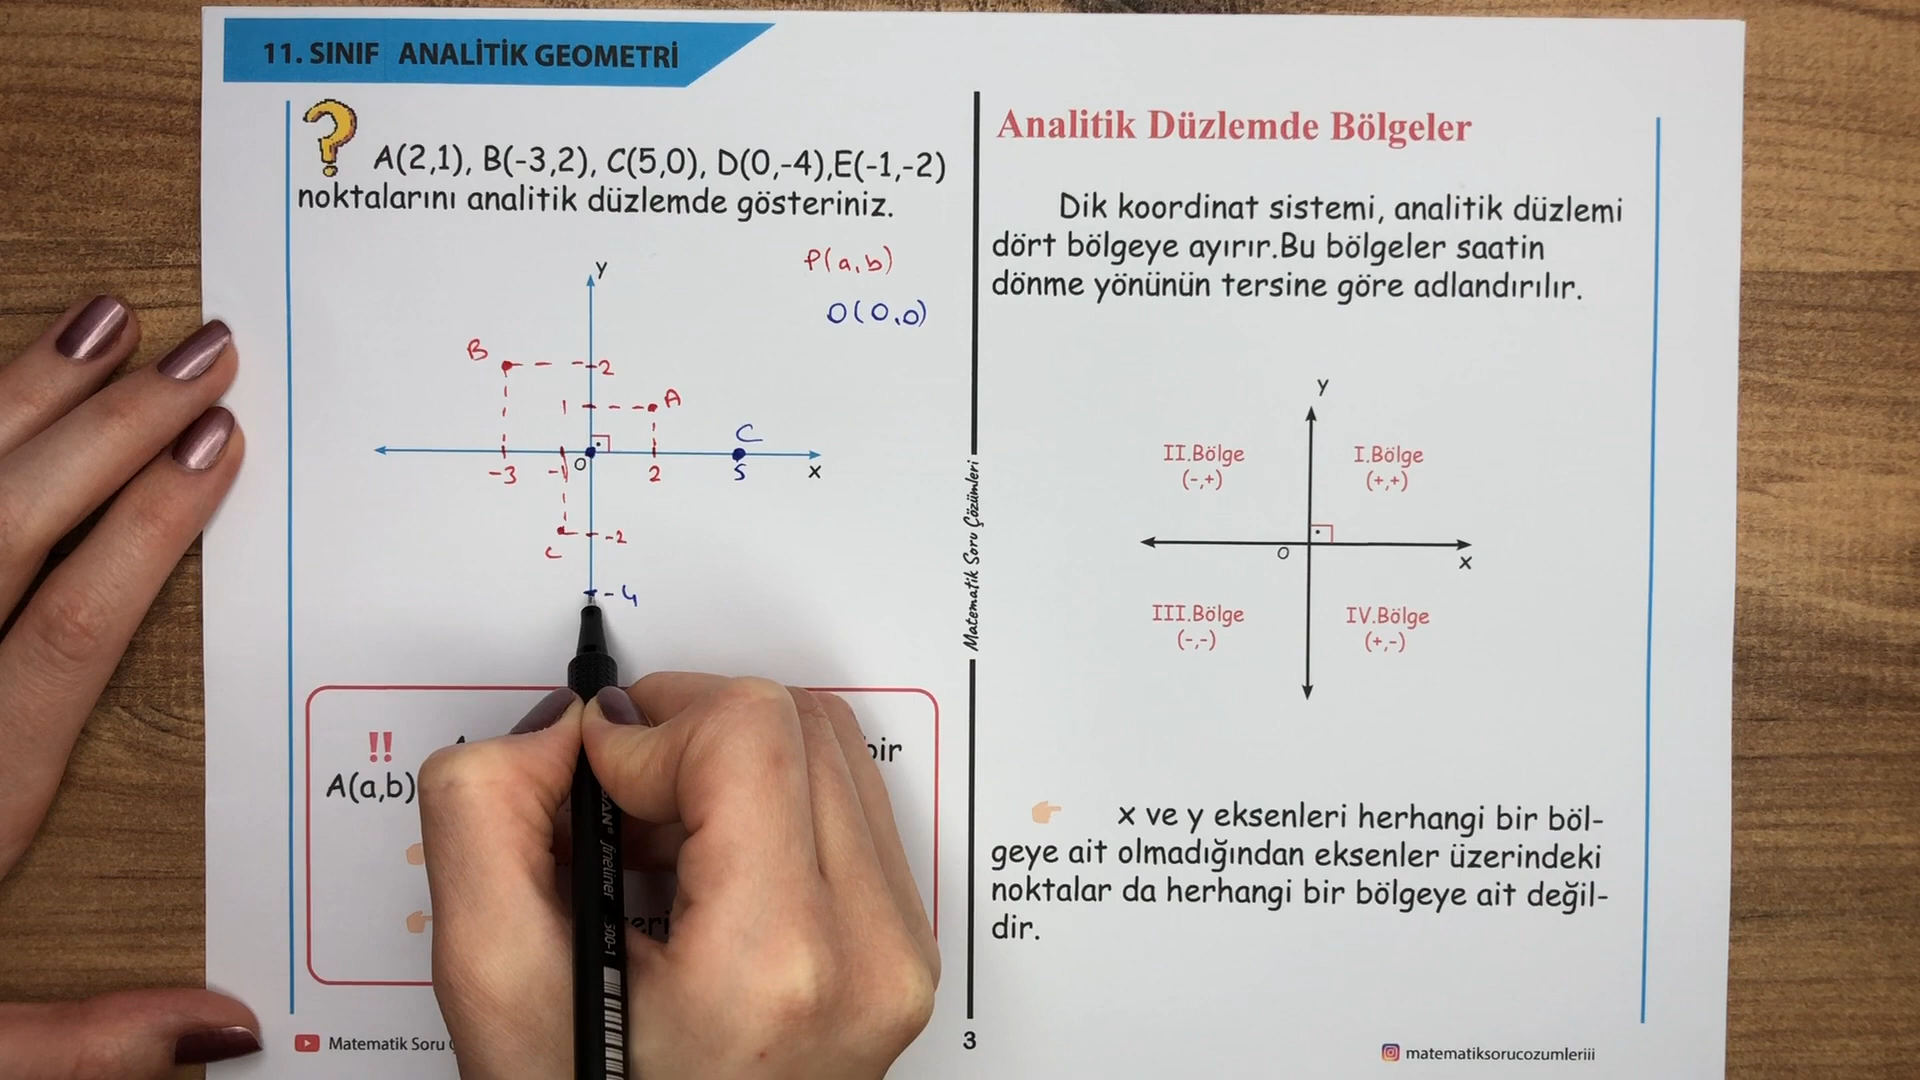 11. SINIF ANALİTİK GEOMETRİ
A(2,1), B(-3,2), C(5,0), D(0,-4),E(-1,-2)
noktalarını analitik düzlemde gösteriniz.
P(a,b)
O(0,0)
y
B
2
1
A
C
-3
-1
O
2
5
x
-2
C
-4
!!
bir
A(a,b)
eri
Matematik Soru
Matematik Soru Çözümleri
3
Analitik Düzlemde Bölgeler
Dik koordinat sistemi, analitik düzlemi
dört bölgeye ayırır.Bu bölgeler saatin
dönme yönünün tersine göre adlandırılır.
y
II.Bölge
(-,+)
I.Bölge
(+,+)
O
x
III.Bölge
(-,-)
IV.Bölge
(+,-)
x ve y eksenleri herhangi bir böl-
geye ait olmadığından eksenler üzerindeki
noktalar da herhangi bir bölgeye ait değil-
dir.
matematiksorucozumleriii
fineliner